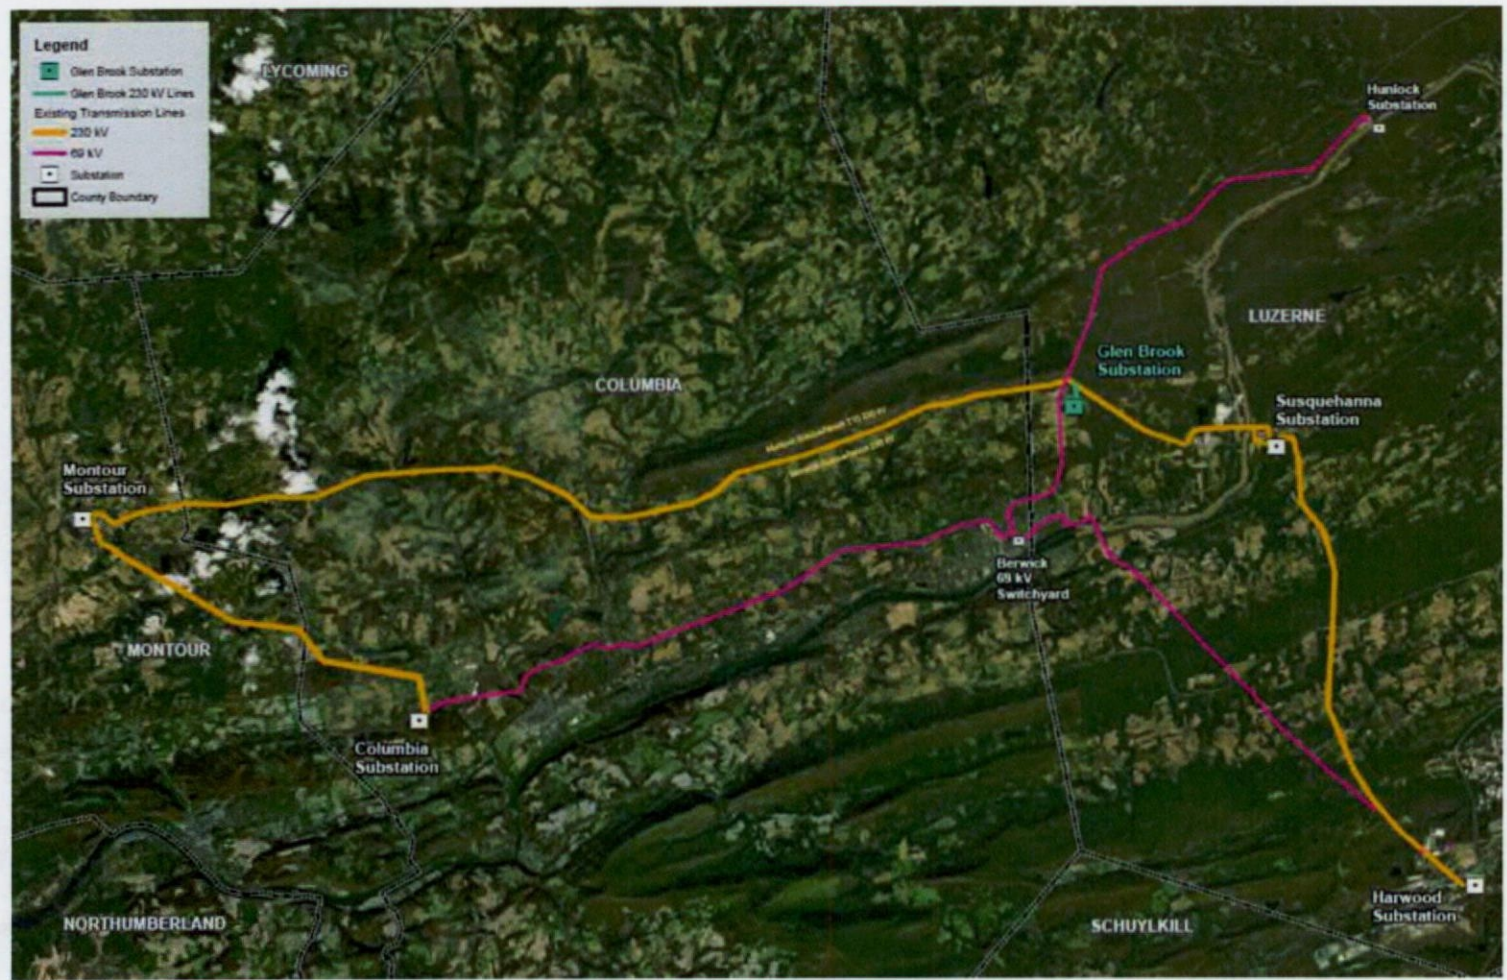 Legend
Glen Brook Substation
Glen Brook 230 kV Lines
Existing Transmission Lines
230 kV
69 kV
Substation
County Boundary
LYCOMING
Hunlock
Substation
LUZERNE
Glen Brook
Substation
COLUMBIA
Susquehanna
Substation
Montour
Substation
Berwick
69 kV
Switchyard
MONTOUR
Columbia
Substation
Harwood
Substation
NORTHUMBERLAND
SCHUYLKILL